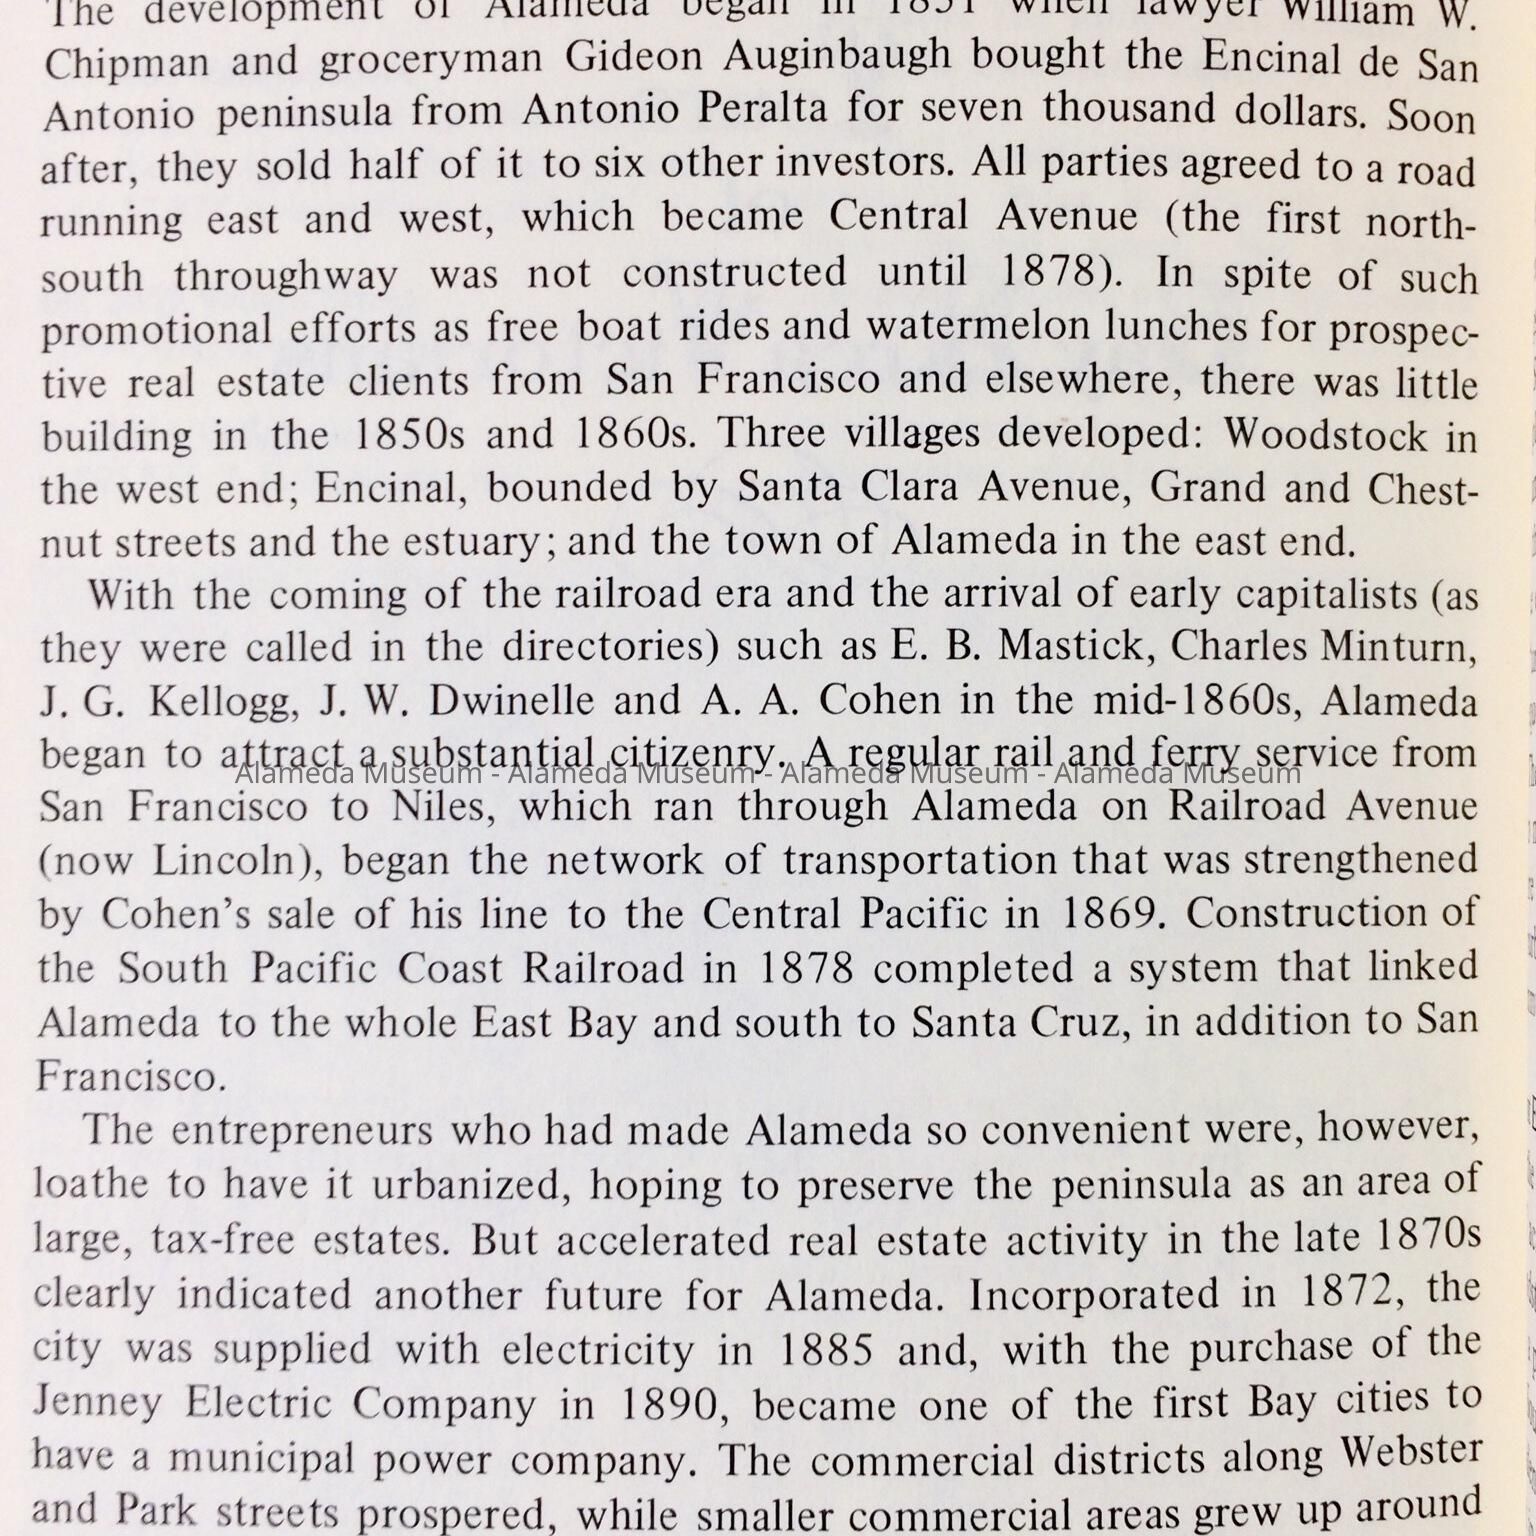 The development of Alameda began in 1851 when lawyer William W.
Chipman and groceryman Gideon Auginbaugh bought the Encinal de San
Antonio peninsula from Antonio Peralta for seven thousand dollars. Soon
after, they sold half of it to six other investors. All parties agreed to a road
running east and west, which became Central Avenue (the first north-
south throughway was not constructed until 1878). In spite of such
promotional efforts as free boat rides and watermelon lunches for prospec-
tive real estate clients from San Francisco and elsewhere, there was little
building in the 1850s and 1860s. Three villages developed: Woodstock in
the west end; Encinal, bounded by Santa Clara Avenue, Grand and Chest-
nut streets and the estuary; and the town of Alameda in the east end.
With the coming of the railroad era and the arrival of early capitalists (as
they were called in the directories) such as E. B. Mastick, Charles Minturn,
J. G. Kellogg, J. W. Dwinelle and A. A. Cohen in the mid-1860s, Alameda
began to attract a substantial citizenry. A regular rail and ferry service from
Alameda Museum - Alameda Museum - Alameda Museum - Alameda Museum
San Francisco to Niles, which ran through Alameda on Railroad Avenue
(now Lincoln), began the network of transportation that was strengthened
by Cohen's sale of his line to the Central Pacific in 1869. Construction of
the South Pacific Coast Railroad in 1878 completed a system that linked
Alameda to the whole East Bay and south to Santa Cruz, in addition to San
Francisco.
The entrepreneurs who had made Alameda so convenient were, however,
loathe to have it urbanized, hoping to preserve the peninsula as an area of
large, tax-free estates. But accelerated real estate activity in the late 1870s
clearly indicated another future for Alameda. Incorporated in 1872, the
city was supplied with electricity in 1885 and, with the purchase of the
Jenney Electric Company in 1890, became one of the first Bay cities to
have a municipal power company. The commercial districts along Webster
and Park streets prospered, while smaller commercial areas grew up around